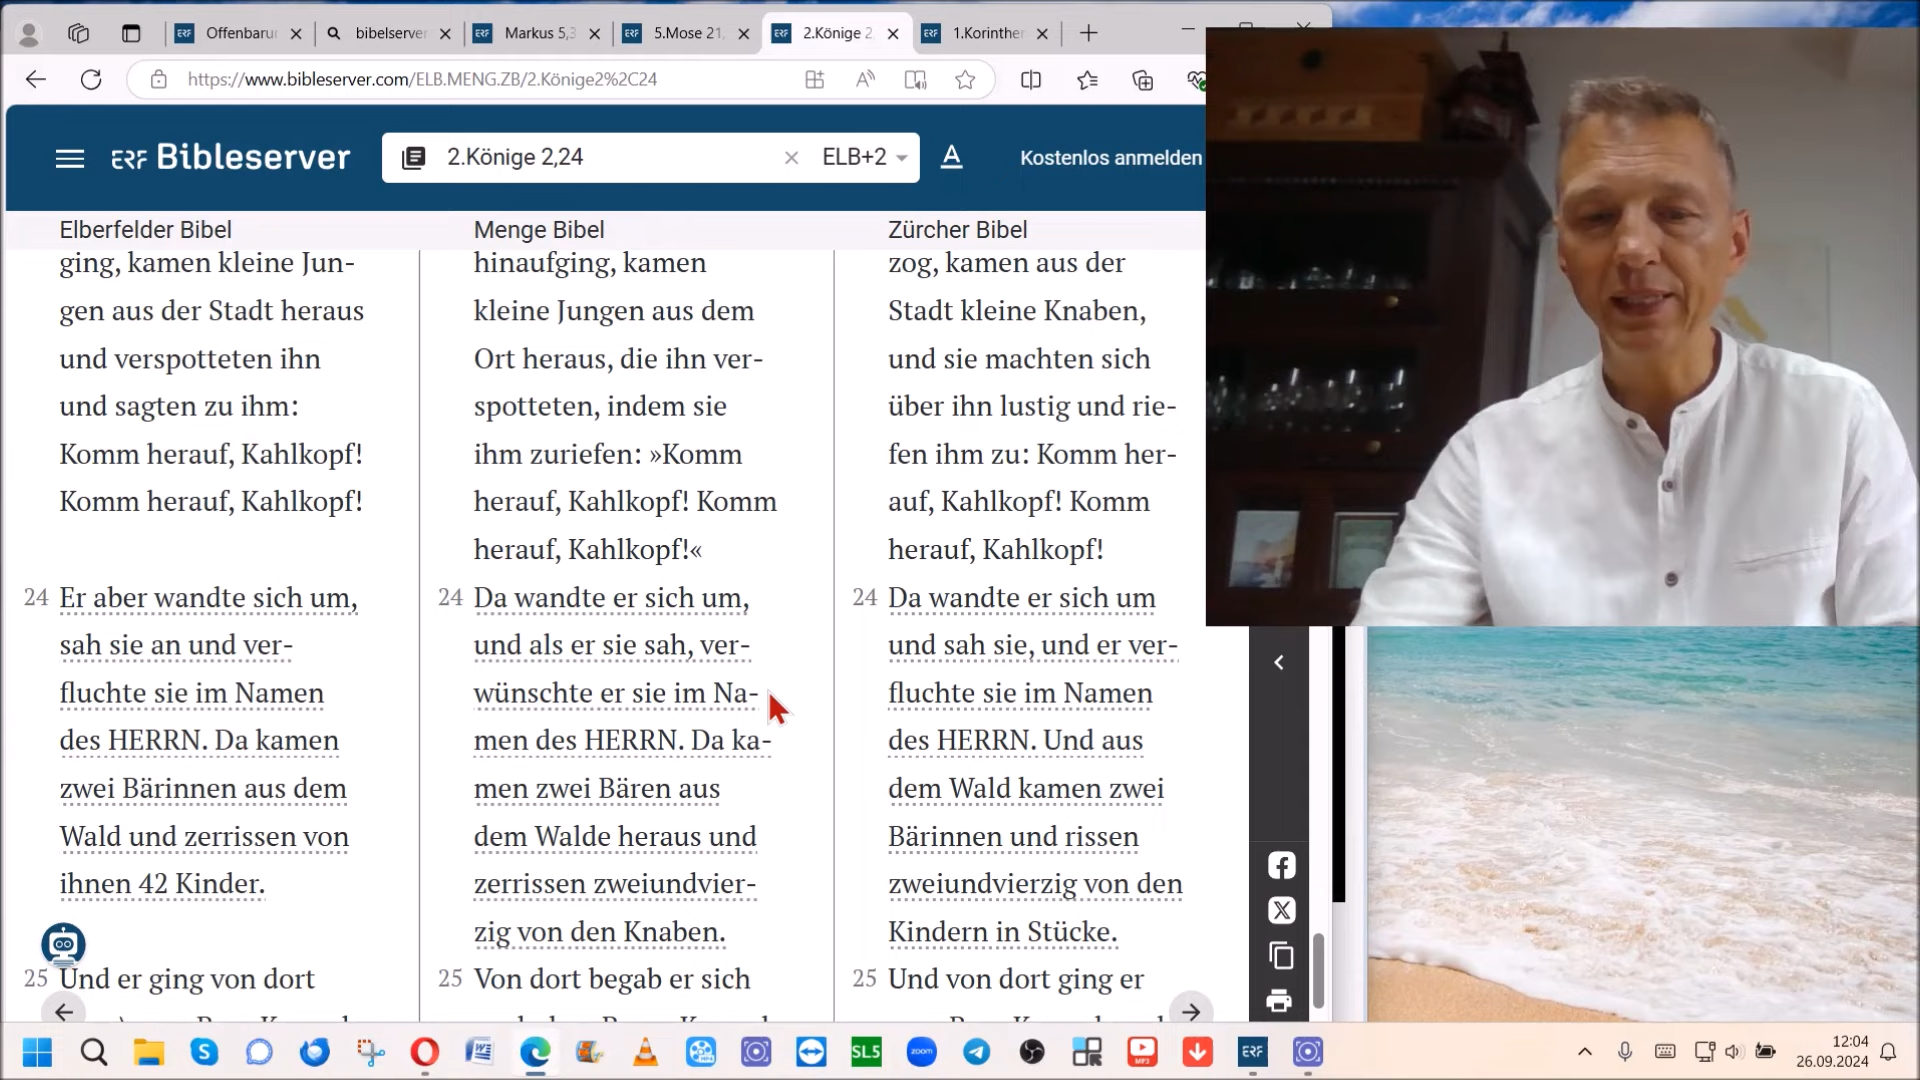 Offenbaru
bibelserver
Markus 5,3
5.Mose 21,
2.Könige 2,
1.Korinther
https://www.bibleserver.com/ELB.MENG.ZB/2.Könige2%2C24
ERF Bibleserver
2.Könige 2,24
ELB+2
A
Kostenlos anmelden
Elberfelder Bibel
ging, kamen kleine Jun-
gen aus der Stadt heraus
und verspotteten ihn
und sagten zu ihm:
Komm herauf, Kahlkopf!
Komm herauf, Kahlkopf!
24 Er aber wandte sich um,
sah sie an und ver-
fluchte sie im Namen
des HERRN. Da kamen
zwei Bärinnen aus dem
Wald und zerrissen von
ihnen 42 Kinder.
25 Und er ging von dort
Menge Bibel
hinaufging, kamen
kleine Jungen aus dem
Ort heraus, die ihn ver-
spotteten, indem sie
ihm zuriefen: »Komm
herauf, Kahlkopf! Komm
herauf, Kahlkopf!«
24 Da wandte er sich um,
und als er sie sah, ver-
wünschte er sie im Na-
men des HERRN. Da ka-
men zwei Bären aus
dem Walde heraus und
zerrissen zweiundvier-
zig von den Knaben.
25 Von dort begab er sich
Zürcher Bibel
zog, kamen aus der
Stadt kleine Knaben,
und sie machten sich
über ihn lustig und rie-
fen ihm zu: Komm her-
auf, Kahlkopf! Komm
herauf, Kahlkopf!
24 Da wandte er sich um
und sah sie, und er ver-
fluchte sie im Namen
des HERRN. Und aus
dem Wald kamen zwei
Bärinnen und rissen
zweiundvierzig von den
Kindern in Stücke.
25 Und von dort ging er
SL5
zoom
MP3
ERF
12:04
26.09.2024